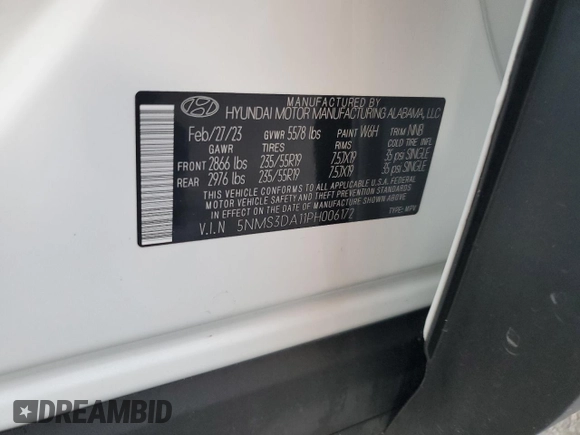 MANUFACTURED BY
HYUNDAI MOTOR MANUFACTURING ALABAMA, LLC
Feb/27/23 GVWR 5578 lbs PAINT W6H TRIM NNB
GAWR TIRES RIMS COLD TIRE INFL. PR.
FRONT 2866 lbs 235/55R19 7.5JX19 35 psi SINGLE
REAR 2976 lbs 235/55R19 7.5JX19 35 psi SINGLE
THIS VEHICLE CONFORMS TO ALL APPLICABLE U.S.A. FEDERAL
MOTOR VEHICLE SAFETY AND THEFT PREVENTION STANDARDS
IN EFFECT ON THE DATE OF MANUFACTURE SHOWN ABOVE.
V.I.N 5NMS3DA11PH006172 TYPE: MPV
DREAMBID